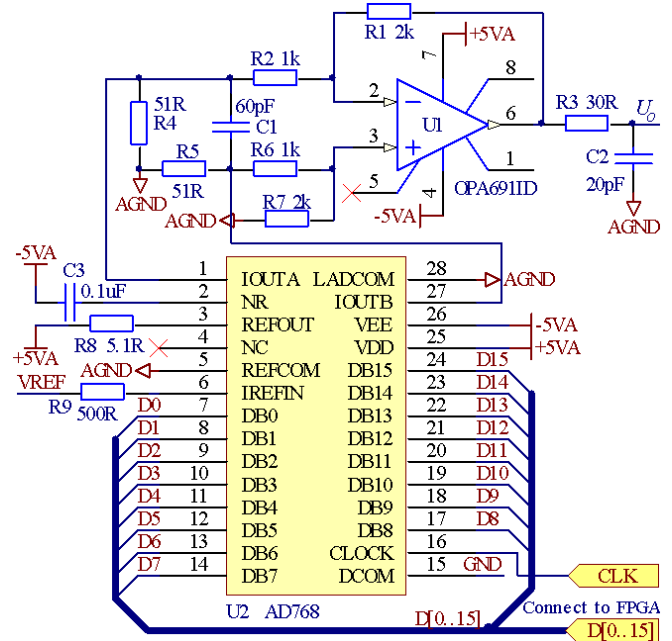 R1 2k
+5VA
7
R2 1k
8
2
51R
R4
60pF
C1
U1
6
R3 30R
U_O
3
R5
51R
R6 1k
1
C2
20pF
AGND
R7 2k
5
4
OPA691ID
AGND
-5VA
AGND
-5VA
C3
0.1uF
1 IOUTA LADCOM 28 AGND
2 NR IOUTB 27
3 REFOUT VEE 26 -5VA
R8 5.1R
+5VA
4 NC VDD 25 +5VA
AGND 5 REFCOM DB15 24 D15
VREF 6 IREFIN DB14 23 D14
R9 500R
D0 7 DB0 DB13 22 D13
D1 8 DB1 DB12 21 D12
D2 9 DB2 DB11 20 D11
D3 10 DB3 DB10 19 D10
D4 11 DB4 DB9 18 D9
D5 12 DB5 DB8 17 D8
D6 13 DB6 CLOCK 16
D7 14 DB7 DCOM 15 GND
CLK
U2 AD768
D[0..15]
Connect to FPGA
D[0..15]